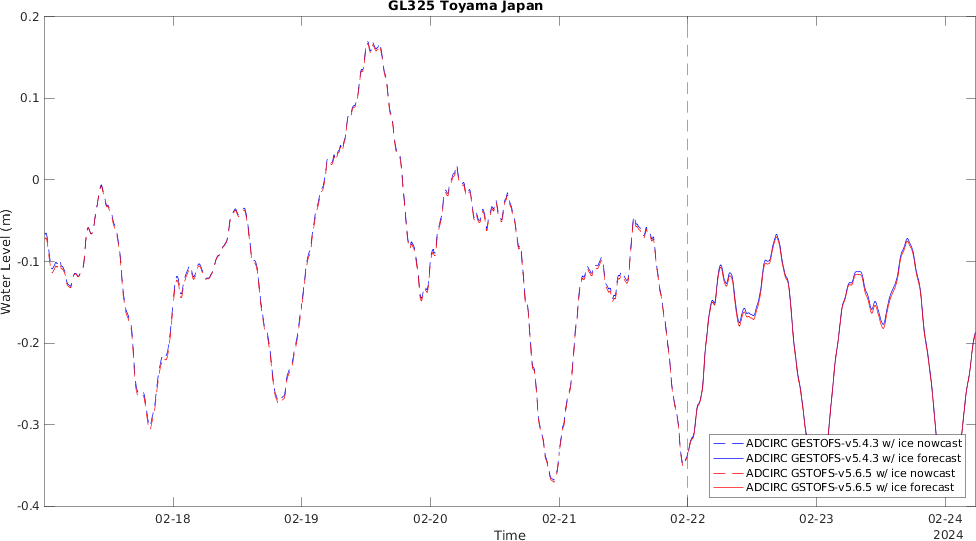 GL325 Toyama Japan
0.2
0.1
0
-0.1
-0.2
-0.3
-0.4
Water Level (m)
ADCIRC GESTOFS-v5.4.3 w/ ice nowcast
ADCIRC GESTOFS-v5.4.3 w/ ice forecast
ADCIRC GSTOFS-v5.6.5 w/ ice nowcast
ADCIRC GSTOFS-v5.6.5 w/ ice forecast
02-18 02-19 02-20 02-21 02-22 02-23 02-24
Time
2024